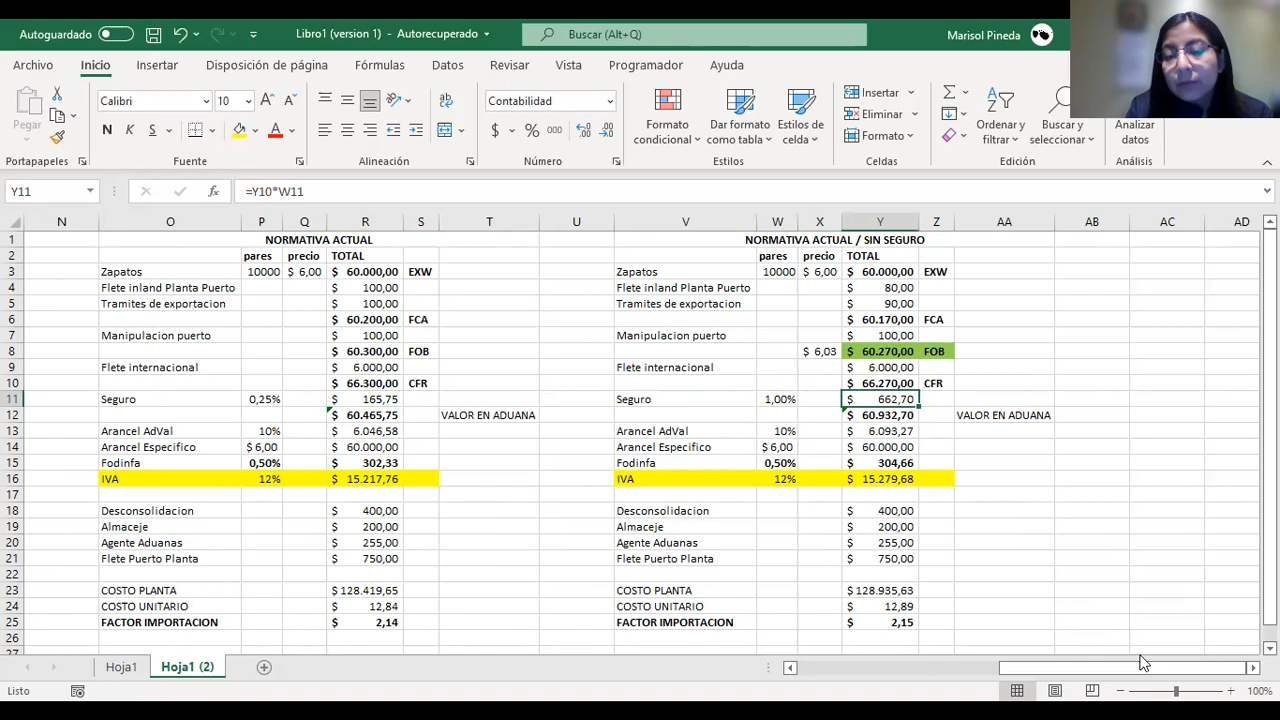 Autoguardado Libro1 (version 1) - Autorecuperado Buscar (Alt+Q) Marisol Pineda
Archivo Inicio Insertar Disposición de página Fórmulas Datos Revisar Vista Programador Ayuda
Pegar Calibri 10 Contabilidad Formato condicional Dar formato como tabla Estilos de celda Insertar Eliminar Formato Ordenar y filtrar Buscar y seleccionar Analizar datos
N K S $ % 000
Portapapeles Fuente Alineación Número Estilos Celdas Edición Análisis
Y11 fx =Y10*W11
N O P Q R S T U V W X Y Z AA AB AC AD
1 NORMATIVA ACTUAL NORMATIVA ACTUAL / SIN SEGURO
2 pares precio TOTAL pares precio TOTAL
3 Zapatos 10000 $ 6,00 $ 60.000,00 EXW Zapatos 10000 $ 6,00 $ 60.000,00 EXW
4 Flete inland Planta Puerto $ 100,00 Flete inland Planta Puerto $ 80,00
5 Tramites de exportacion $ 100,00 Tramites de exportacion $ 90,00
6 $ 60.200,00 FCA $ 60.170,00 FCA
7 Manipulacion puerto $ 100,00 Manipulacion puerto $ 100,00
8 $ 60.300,00 FOB $ 6,03 $ 60.270,00 FOB
9 Flete internacional $ 6.000,00 Flete internacional $ 6.000,00
10 $ 66.300,00 CFR $ 66.270,00 CFR
11 Seguro 0,25% $ 165,75 Seguro 1,00% $ 662,70
12 $ 60.465,75 VALOR EN ADUANA $ 60.932,70 VALOR EN ADUANA
13 Arancel AdVal 10% $ 6.046,58 Arancel AdVal 10% $ 6.093,27
14 Arancel Especifico $ 6,00 $ 60.000,00 Arancel Especifico $ 6,00 $ 60.000,00
15 Fodinfa 0,50% $ 302,33 Fodinfa 0,50% $ 304,66
16 IVA 12% $ 15.217,76 IVA 12% $ 15.279,68
17
18 Desconsolidacion $ 400,00 Desconsolidacion $ 400,00
19 Almaceje $ 200,00 Almaceje $ 200,00
20 Agente Aduanas $ 255,00 Agente Aduanas $ 255,00
21 Flete Puerto Planta $ 750,00 Flete Puerto Planta $ 750,00
22
23 COSTO PLANTA $ 128.419,65 COSTO PLANTA $ 128.935,63
24 COSTO UNITARIO $ 12,84 COSTO UNITARIO $ 12,89
25 FACTOR IMPORTACION $ 2,14 FACTOR IMPORTACION $ 2,15
26
27
Hoja1 Hoja1 (2)
Listo 100%